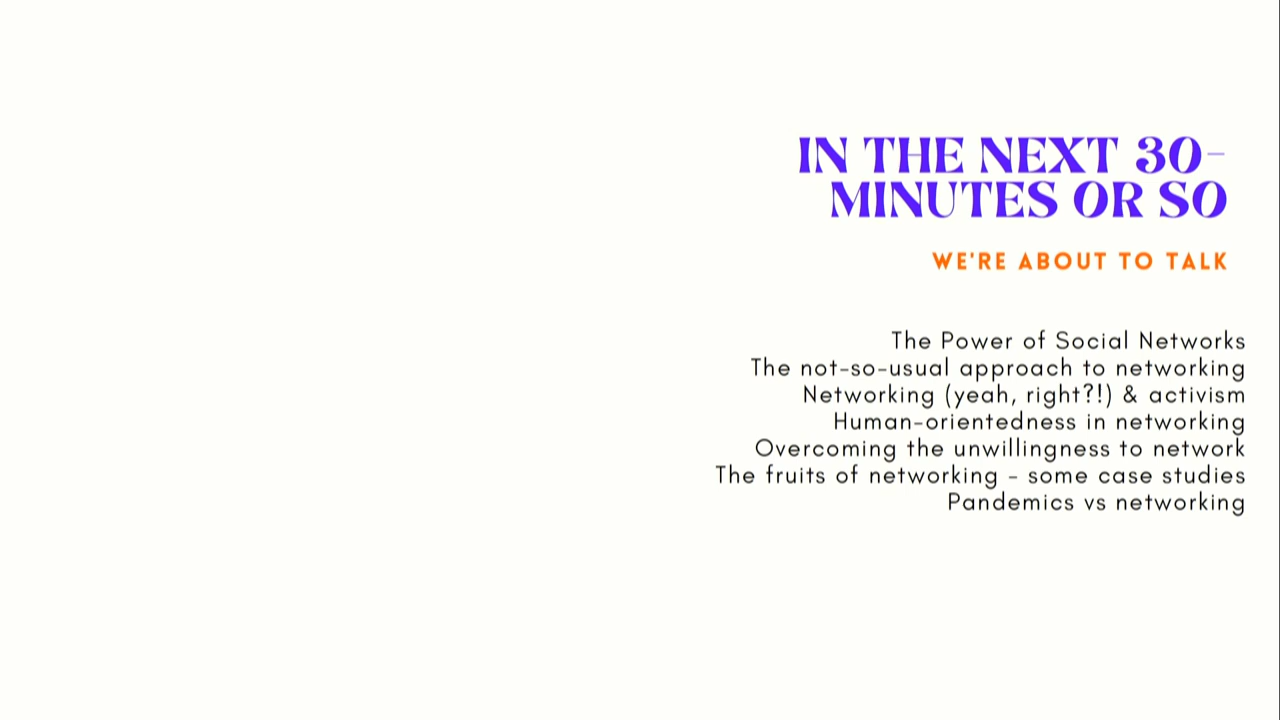 IN THE NEXT 30-
MINUTES OR SO
WE'RE ABOUT TO TALK
The Power of Social Networks
The not-so-usual approach to networking
Networking (yeah, right?!) & activism
Human-orientedness in networking
Overcoming the unwillingness to network
The fruits of networking - some case studies
Pandemics vs networking